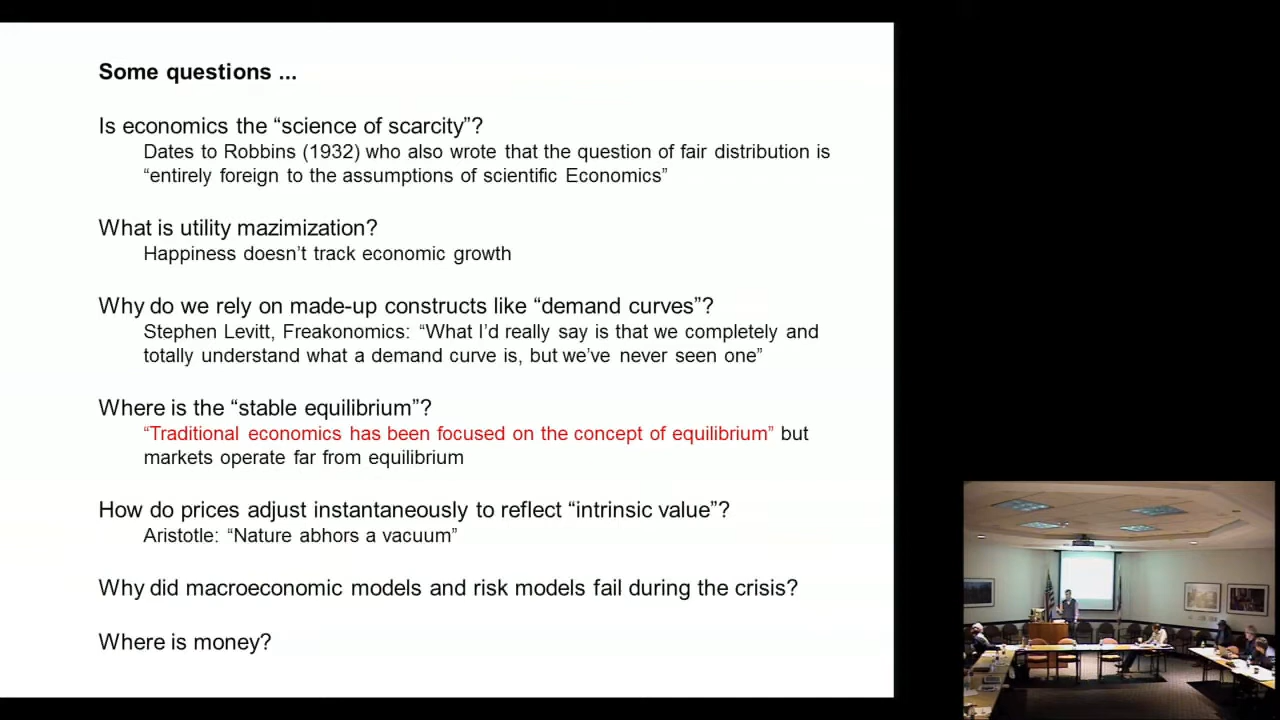 Some questions ...
Is economics the “science of scarcity”?
Dates to Robbins (1932) who also wrote that the question of fair distribution is
“entirely foreign to the assumptions of scientific Economics”
What is utility mazimization?
Happiness doesn’t track economic growth
Why do we rely on made-up constructs like “demand curves”?
Stephen Levitt, Freakonomics: “What I’d really say is that we completely and
totally understand what a demand curve is, but we’ve never seen one”
Where is the “stable equilibrium”?
“Traditional economics has been focused on the concept of equilibrium” but
markets operate far from equilibrium
How do prices adjust instantaneously to reflect “intrinsic value”?
Aristotle: “Nature abhors a vacuum”
Why did macroeconomic models and risk models fail during the crisis?
Where is money?